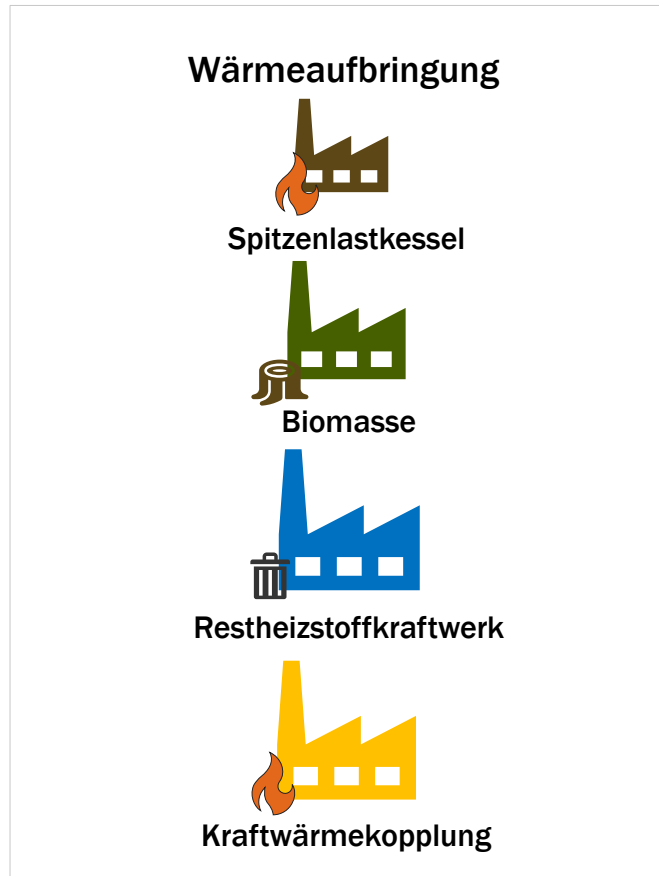 Wärmeaufbringung
Spitzenlastkessel
Biomasse
Restheizstoffkraftwerk
Kraftwärmekopplung